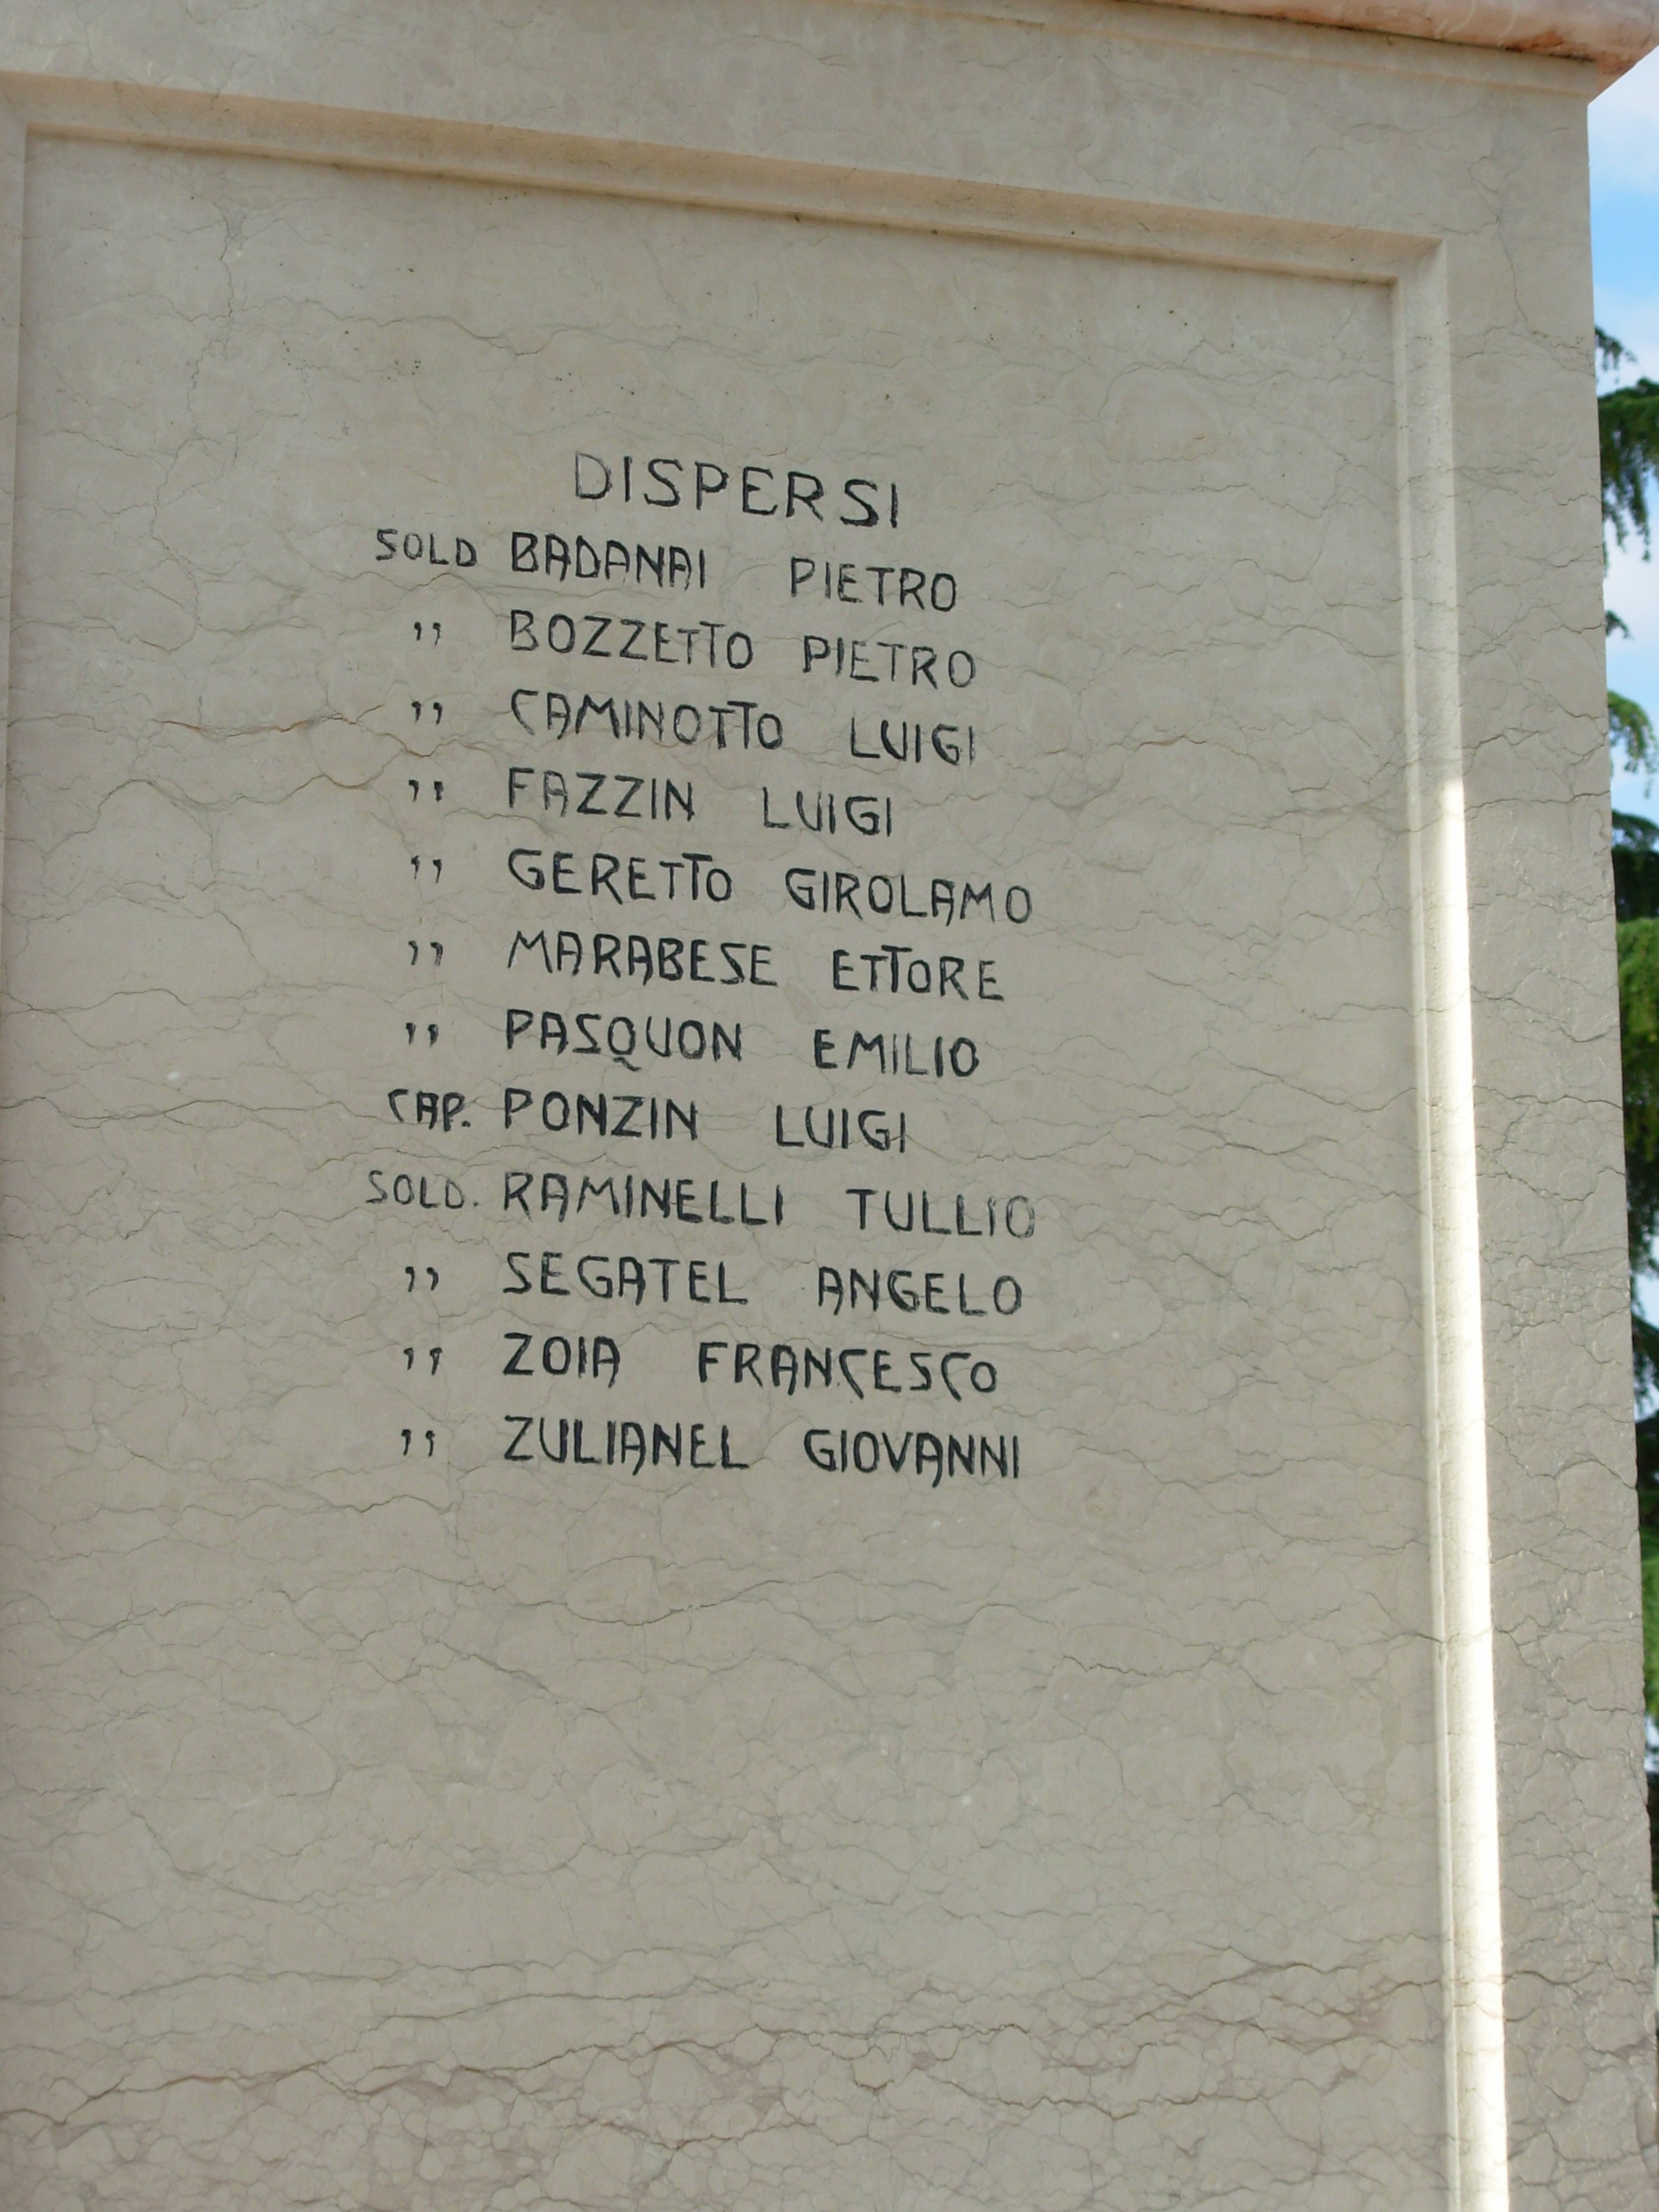 DISPERSI
SOLD BADANAI PIETRO
" BOZZETTO PIETRO
" CAMINOTTO LUIGI
" FAZZIN LUIGI
" GERETTO GIROLAMO
" MARABESE ETTORE
" PASQUON EMILIO
CAP. PONZIN LUIGI
SOLD. RAMINELLI TULLIO
" SEGATEL ANGELO
" ZOIA FRANCESCO
" ZULIANEL GIOVANNI